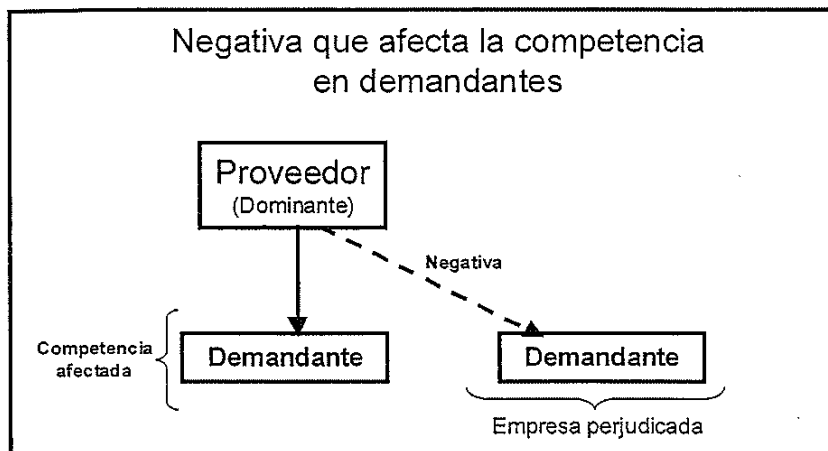 Negativa que afecta la competencia
en demandantes
Proveedor
(Dominante)
Negativa
Competencia
afectada
Demandante
Demandante
Empresa perjudicada